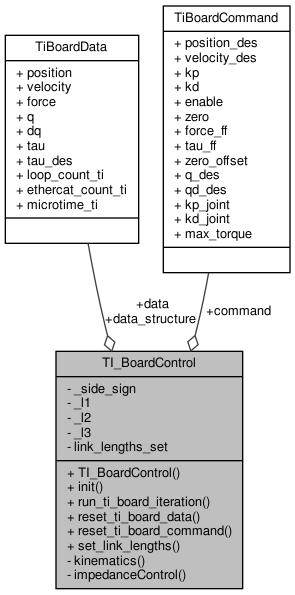 TiBoardData
+ position
+ velocity
+ force
+ q
+ dq
+ tau
+ tau_des
+ loop_count_ti
+ ethercat_count_ti
+ microtime_ti
TiBoardCommand
+ position_des
+ velocity_des
+ kp
+ kd
+ enable
+ zero
+ force_ff
+ tau_ff
+ zero_offset
+ q_des
+ qd_des
+ kp_joint
+ kd_joint
+ max_torque
+data
+data_structure
+command
TI_BoardControl
- _side_sign
- _l1
- _l2
- _l3
- link_lengths_set
+ TI_BoardControl()
+ init()
+ run_ti_board_iteration()
+ reset_ti_board_data()
+ reset_ti_board_command()
+ set_link_lengths()
- kinematics()
- impedanceControl()